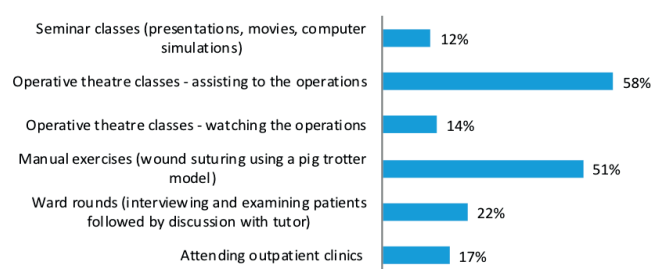 Seminar classes (presentations, movies, computer
simulations)
12%
Operative theatre classes - assisting to the operations
58%
Operative theatre classes - watching the operations
14%
Manual exercises (wound suturing using a pig trotter
model)
51%
Ward rounds (interviewing and examining patients
followed by discussion with tutor)
22%
Attending outpatient clinics
17%